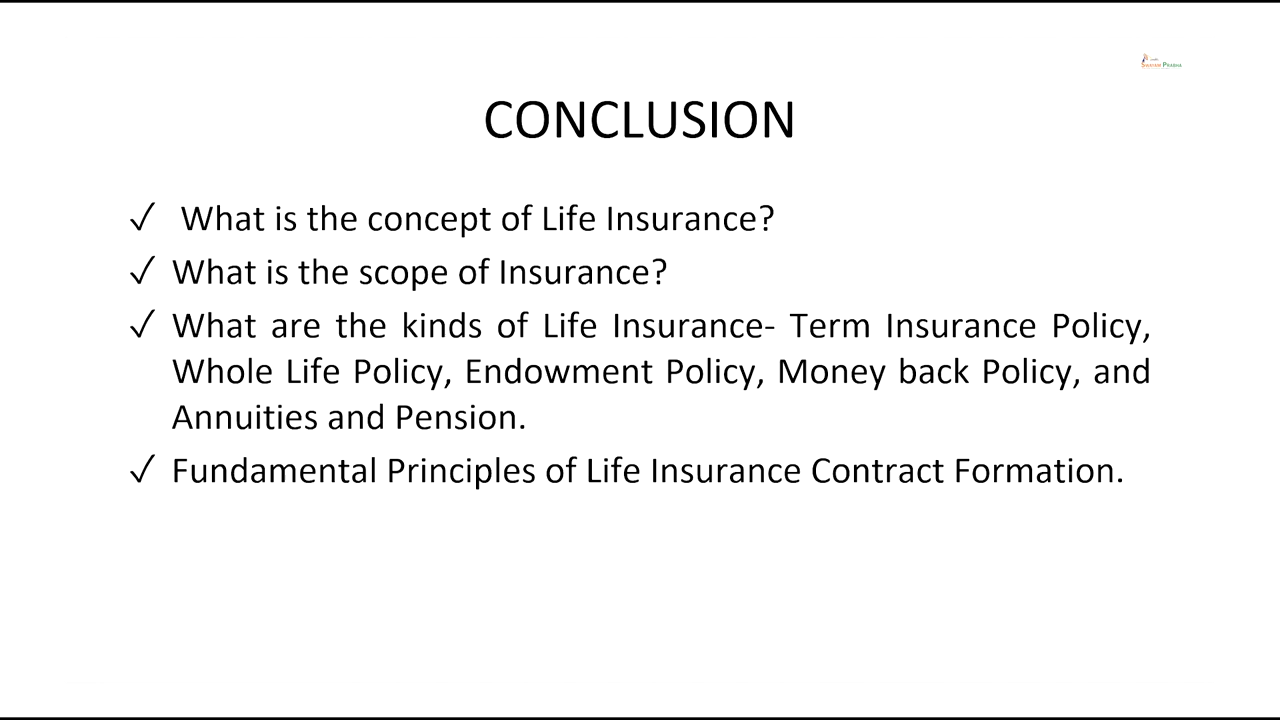 Swayam Prabha
CONCLUSION
✓ What is the concept of Life Insurance?
✓ What is the scope of Insurance?
✓ What are the kinds of Life Insurance- Term Insurance Policy,
Whole Life Policy, Endowment Policy, Money back Policy, and
Annuities and Pension.
✓ Fundamental Principles of Life Insurance Contract Formation.